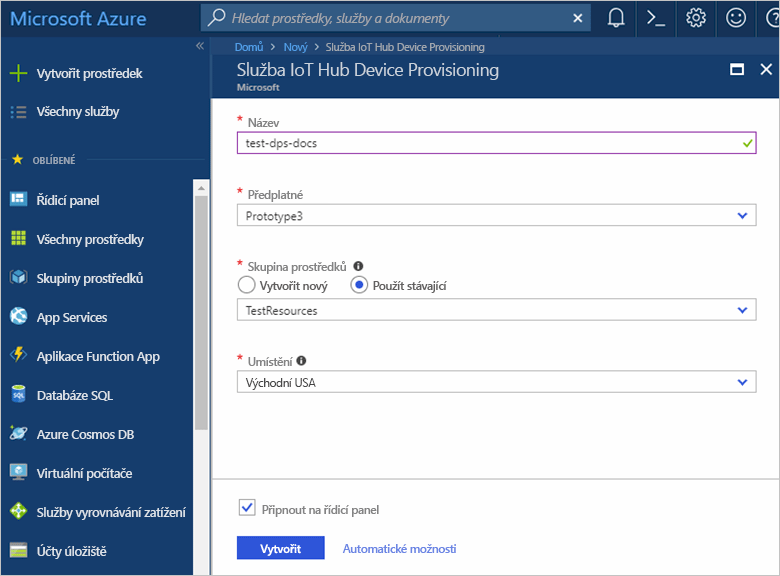 Microsoft Azure
Hledat prostředky, služby a dokumenty
Vytvořit prostředek
Všechny služby
OBLÍBENÉ
Řídicí panel
Všechny prostředky
Skupiny prostředků
App Services
Aplikace Function App
Databáze SQL
Azure Cosmos DB
Virtuální počítače
Služby vyrovnávání zatížení
Účty úložiště
Domů > Nový > Služba IoT Hub Device Provisioning
Služba IoT Hub Device Provisioning
Microsoft
* Název
test-dps-docs
* Předplatné
Prototype3
* Skupina prostředků
Vytvořit nový Použít stávající
TestResources
* Umístění
Východní USA
Připnout na řídicí panel
Vytvořit Automatické možnosti